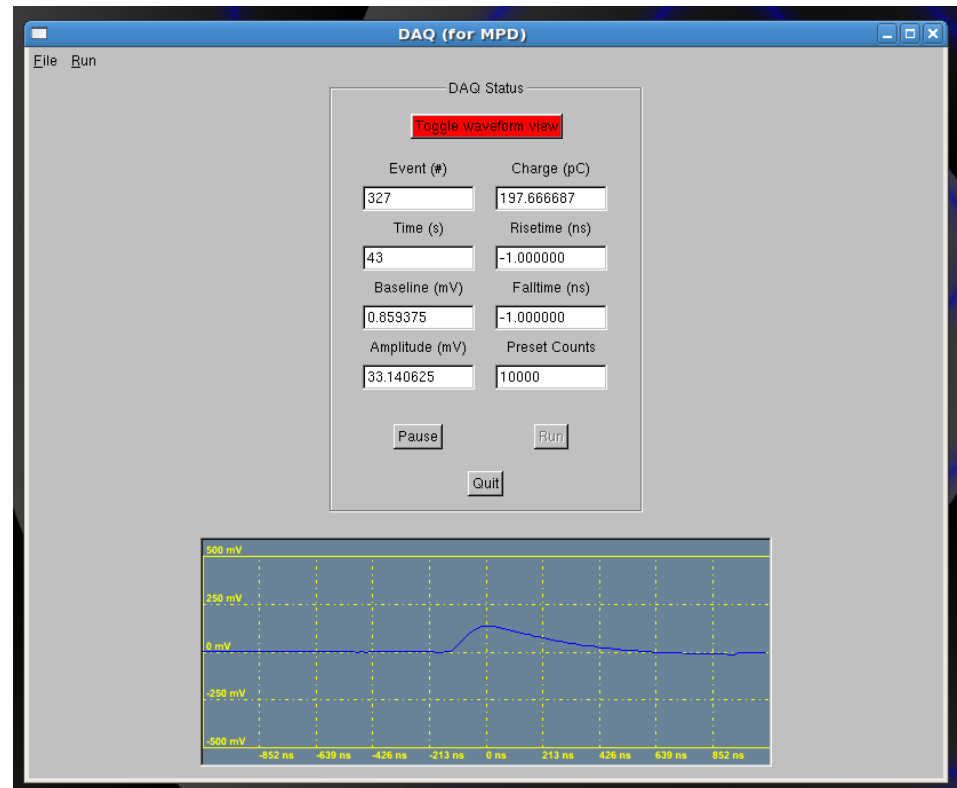 DAQ (for MPD)
File Run
DAQ Status
Toggle waveform view
Event (#) Charge (pC)
327 197.666687
Time (s) Risetime (ns)
43 -1.000000
Baseline (mV) Falltime (ns)
0.859375 -1.000000
Amplitude (mV) Preset Counts
33.140625 10000
Pause Run
Quit
500 mV
250 mV
0 mV
-250 mV
-500 mV
-852 ns -639 ns -426 ns -213 ns 0 ns 213 ns 426 ns 639 ns 852 ns